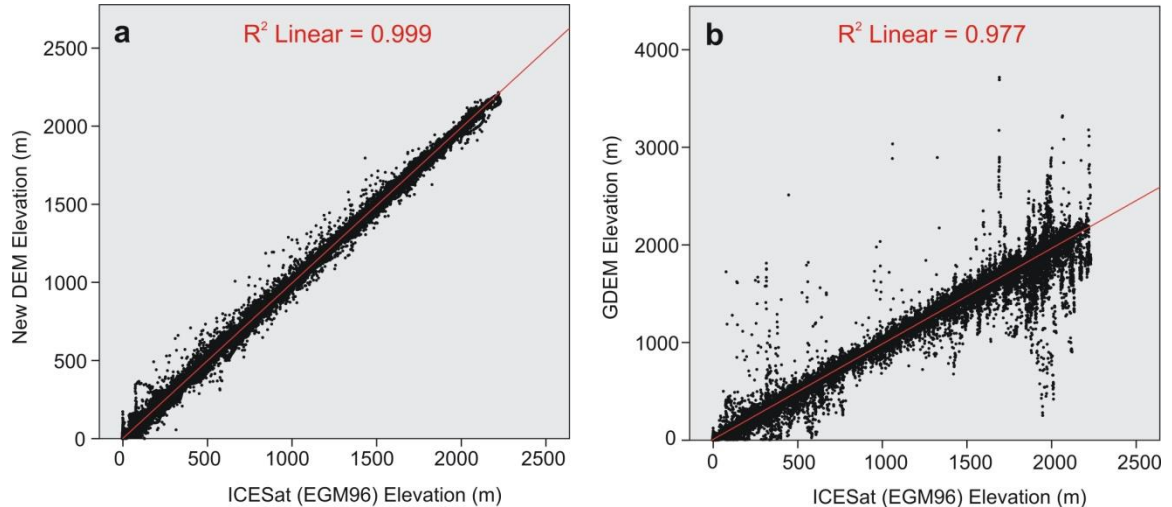 a
R² Linear = 0.999
2500
2000
1500
1000
500
0
New DEM Elevation (m)
0 500 1000 1500 2000 2500
ICESat (EGM96) Elevation (m)
b
R² Linear = 0.977
4000
3000
2000
1000
0
GDEM Elevation (m)
0 500 1000 1500 2000 2500
ICESat (EGM96) Elevation (m)